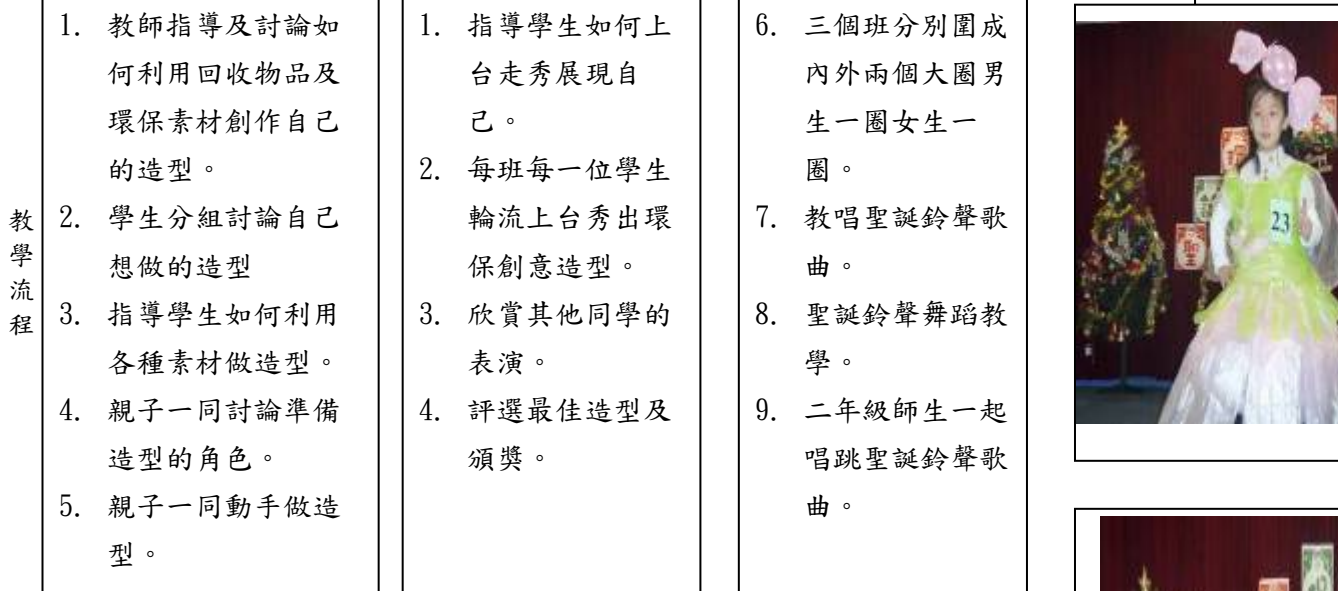 教
學
流
程
1. 教師指導及討論如
何利用回收物品及
環保素材創作自己
的造型。
2. 學生分組討論自己
想做的造型
3. 指導學生如何利用
各種素材做造型。
4. 親子一同討論準備
造型的角色。
5. 親子一同動手做造
型。
1. 指導學生如何上
台走秀展現自
己。
2. 每班每一位學生
輪流上台秀出環
保創意造型。
3. 欣賞其他同學的
表演。
4. 評選最佳造型及
頒獎。
6. 三個班分別圍成
內外兩個大圈男
生一圈女生一
圈。
7. 教唱聖誕鈴聲歌
曲。
8. 聖誕鈴聲舞蹈教
學。
9. 二年級師生一起
唱跳聖誕鈴聲歌
曲。
23
聖